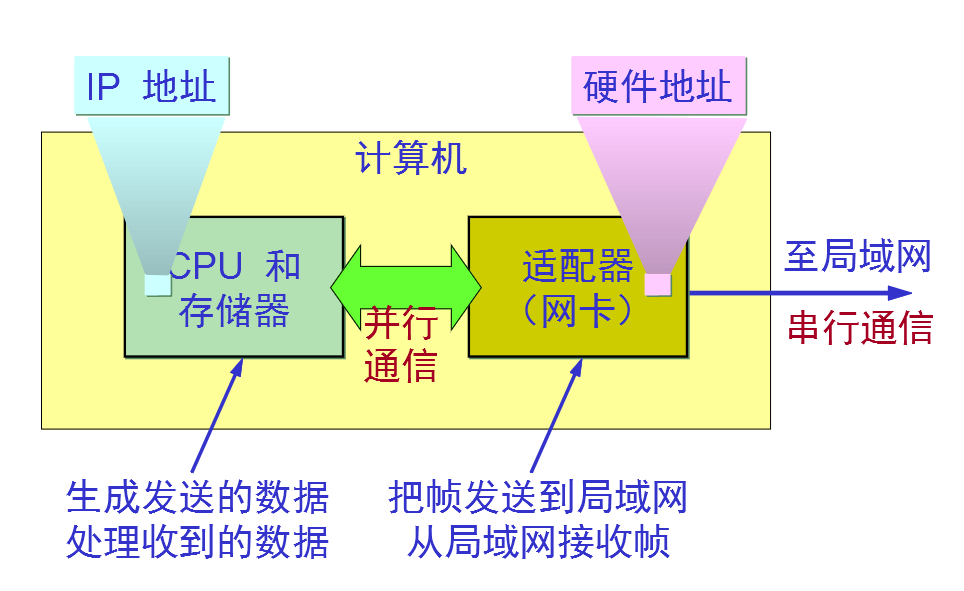 IP 地址
硬件地址
计算机
CPU 和
存储器
并行
通信
适配器
（网卡）
至局域网
串行通信
生成发送的数据
处理收到的数据
把帧发送到局域网
从局域网接收帧